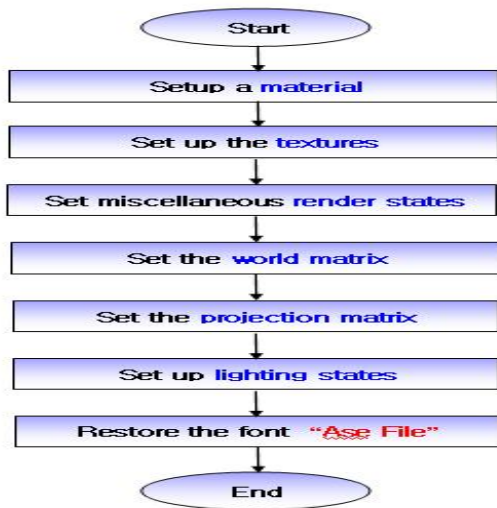 Start
Setup a material
Set up the textures
Set miscellaneous render states
Set the world matrix
Set the projection matrix
Set up lighting states
Restore the font “Ase File”
End